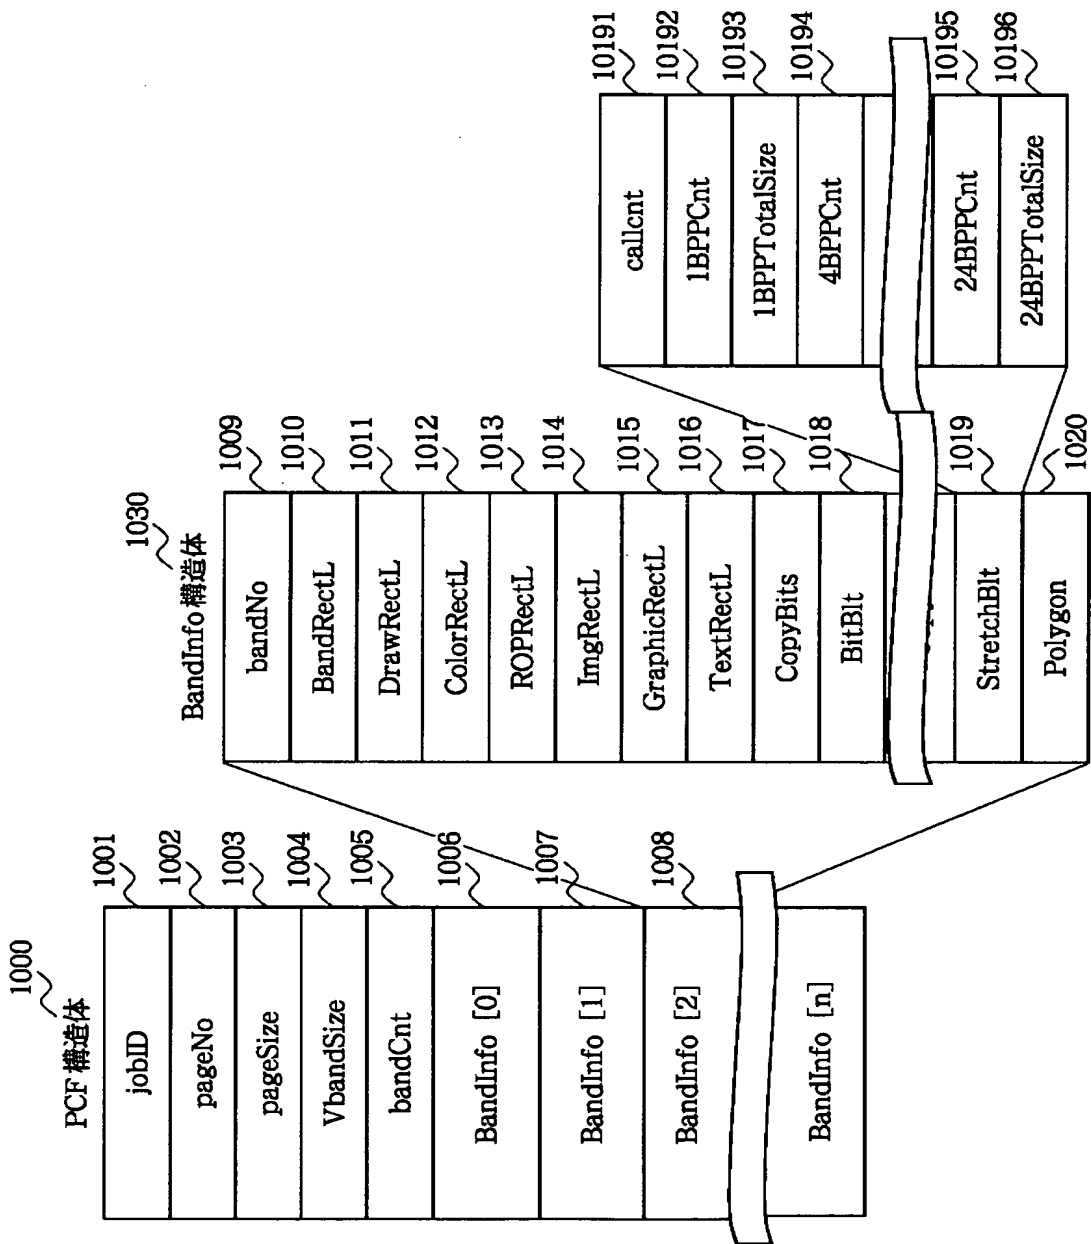 1000
PCF 構造体
jobID 1001
pageNo 1002
pageSize 1003
VbandSize 1004
bandCnt 1005
BandInfo [0] 1006
BandInfo [1] 1007
BandInfo [2] 1008
BandInfo [n]
1030
BandInfo 構造体
bandNo 1009
BandRectL 1010
DrawRectL 1011
ColorRectL 1012
ROPRectL 1013
ImgRectL 1014
GraphicRectL 1015
TextRectL 1016
CopyBits 1017
BitBlt 1018
StretchBlt 1019
Polygon 1020
callcnt 10191
1BPPCnt 10192
1BPPTotalSize 10193
4BPPCnt 10194
24BPPCnt 10195
24BPPTotalSize 10196